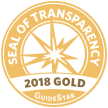 SEAL OF TRANSPARENCY
2018 GOLD
GUIDESTAR